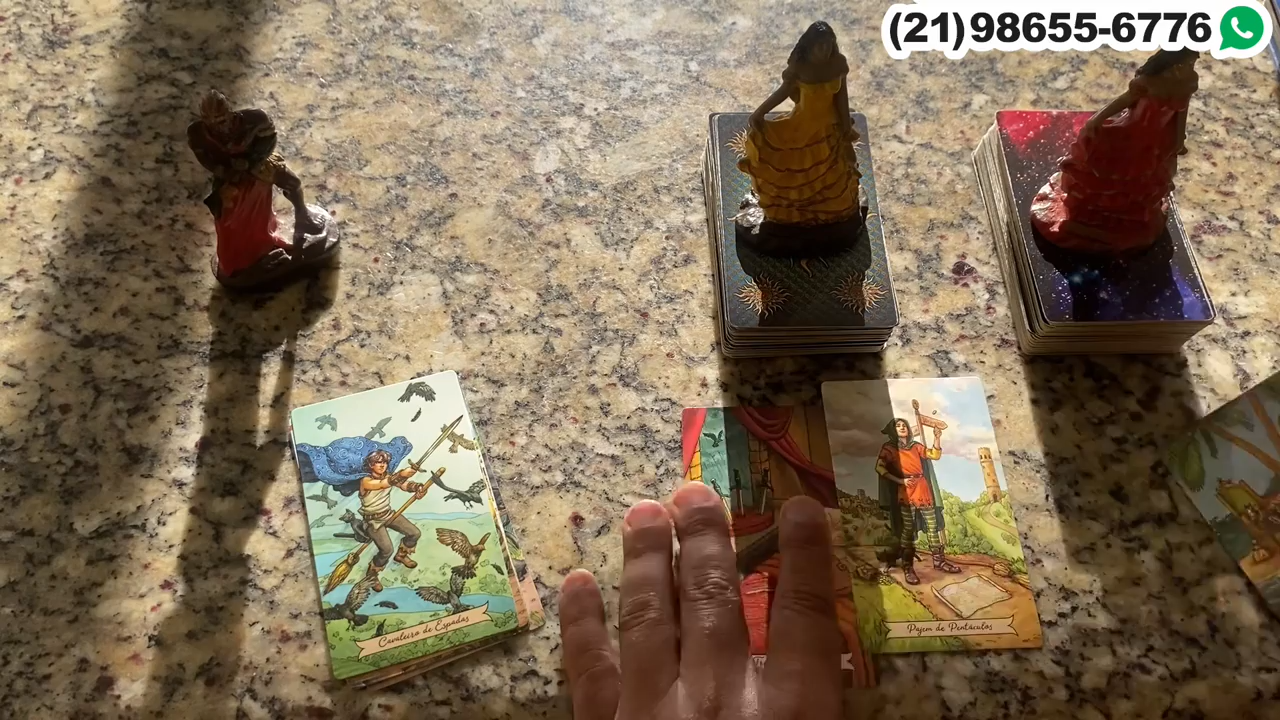 (21)98655-6776
Cavaleiro de Espadas
Pajem de Pentáculos